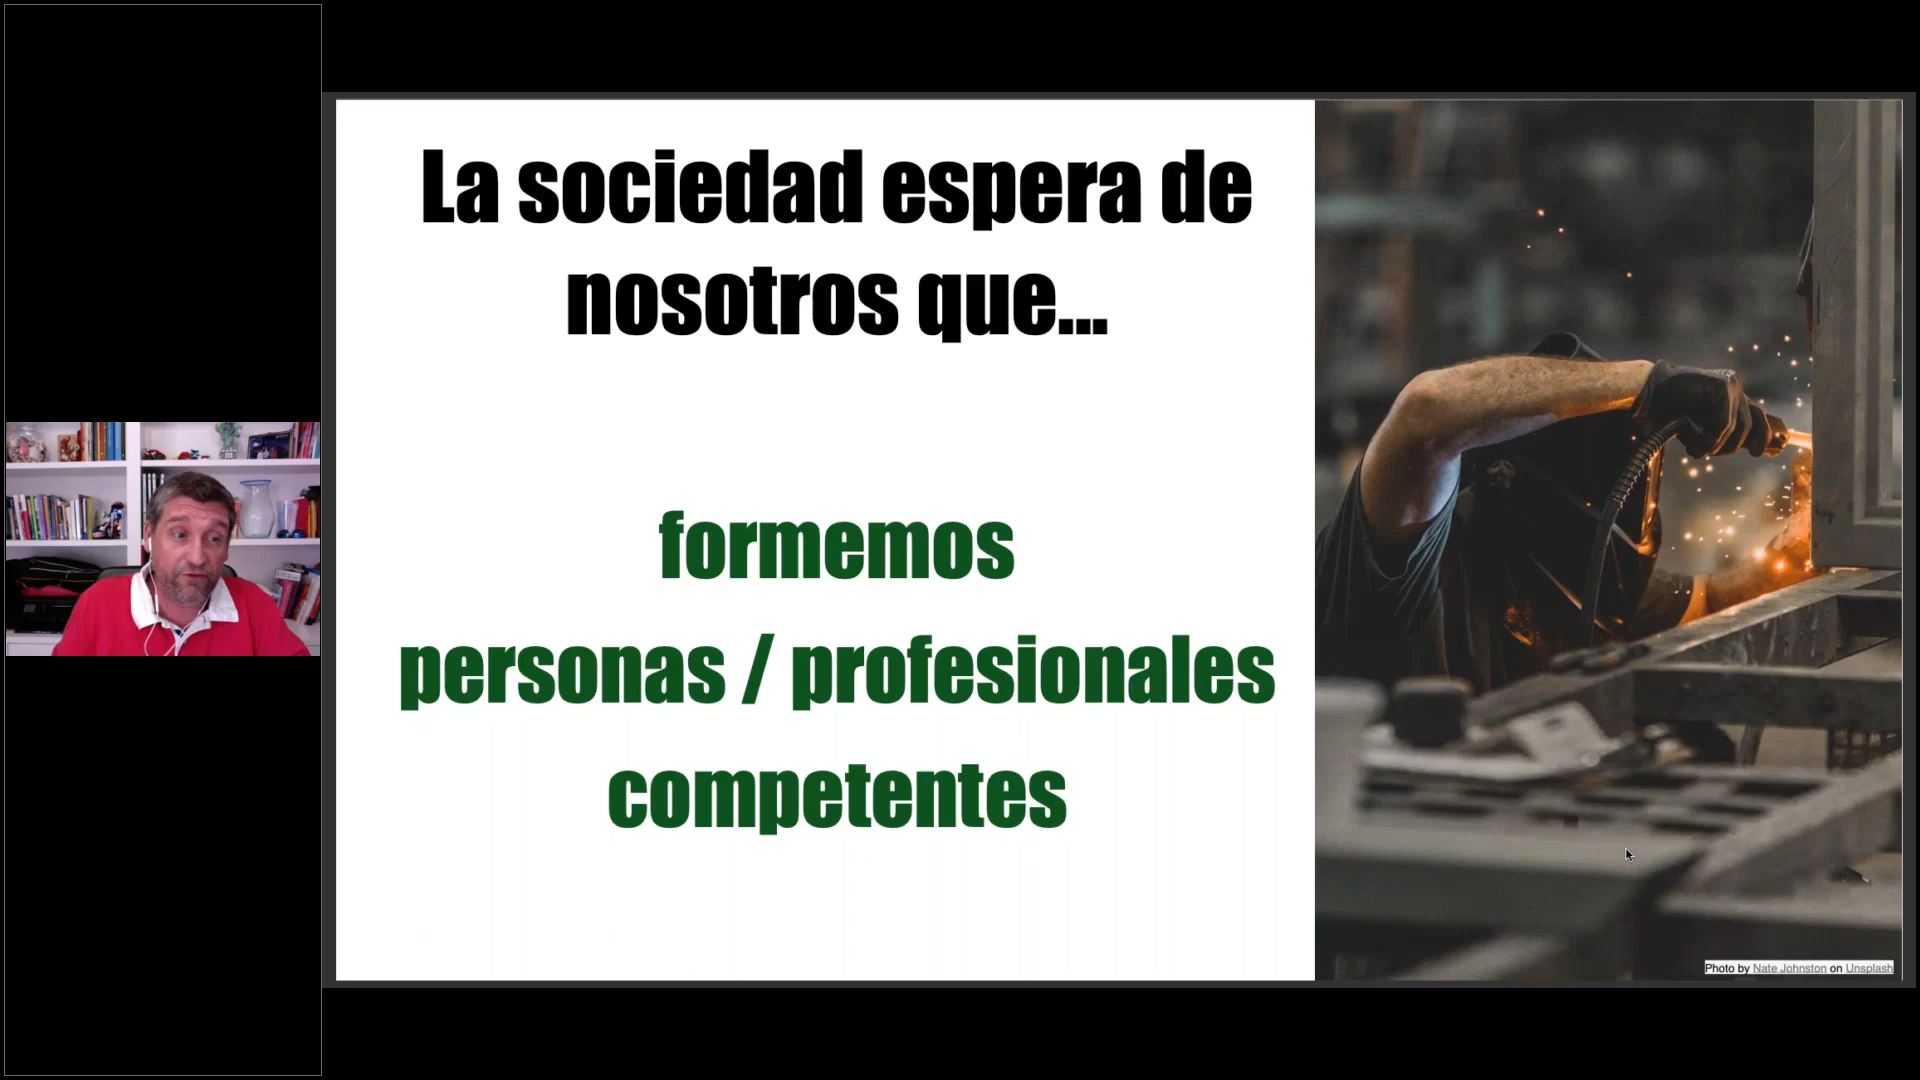 La sociedad espera de
nosotros que...
formemos
personas / profesionales
competentes
Photo by Nate Johnston on Unsplash